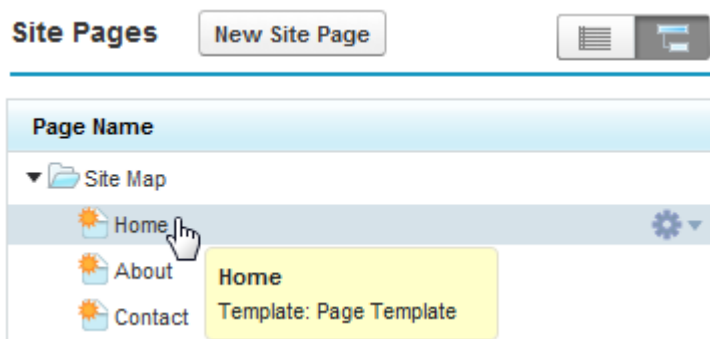 Site Pages
New Site Page
Page Name
Site Map
Home
About
Contact
Home
Template: Page Template